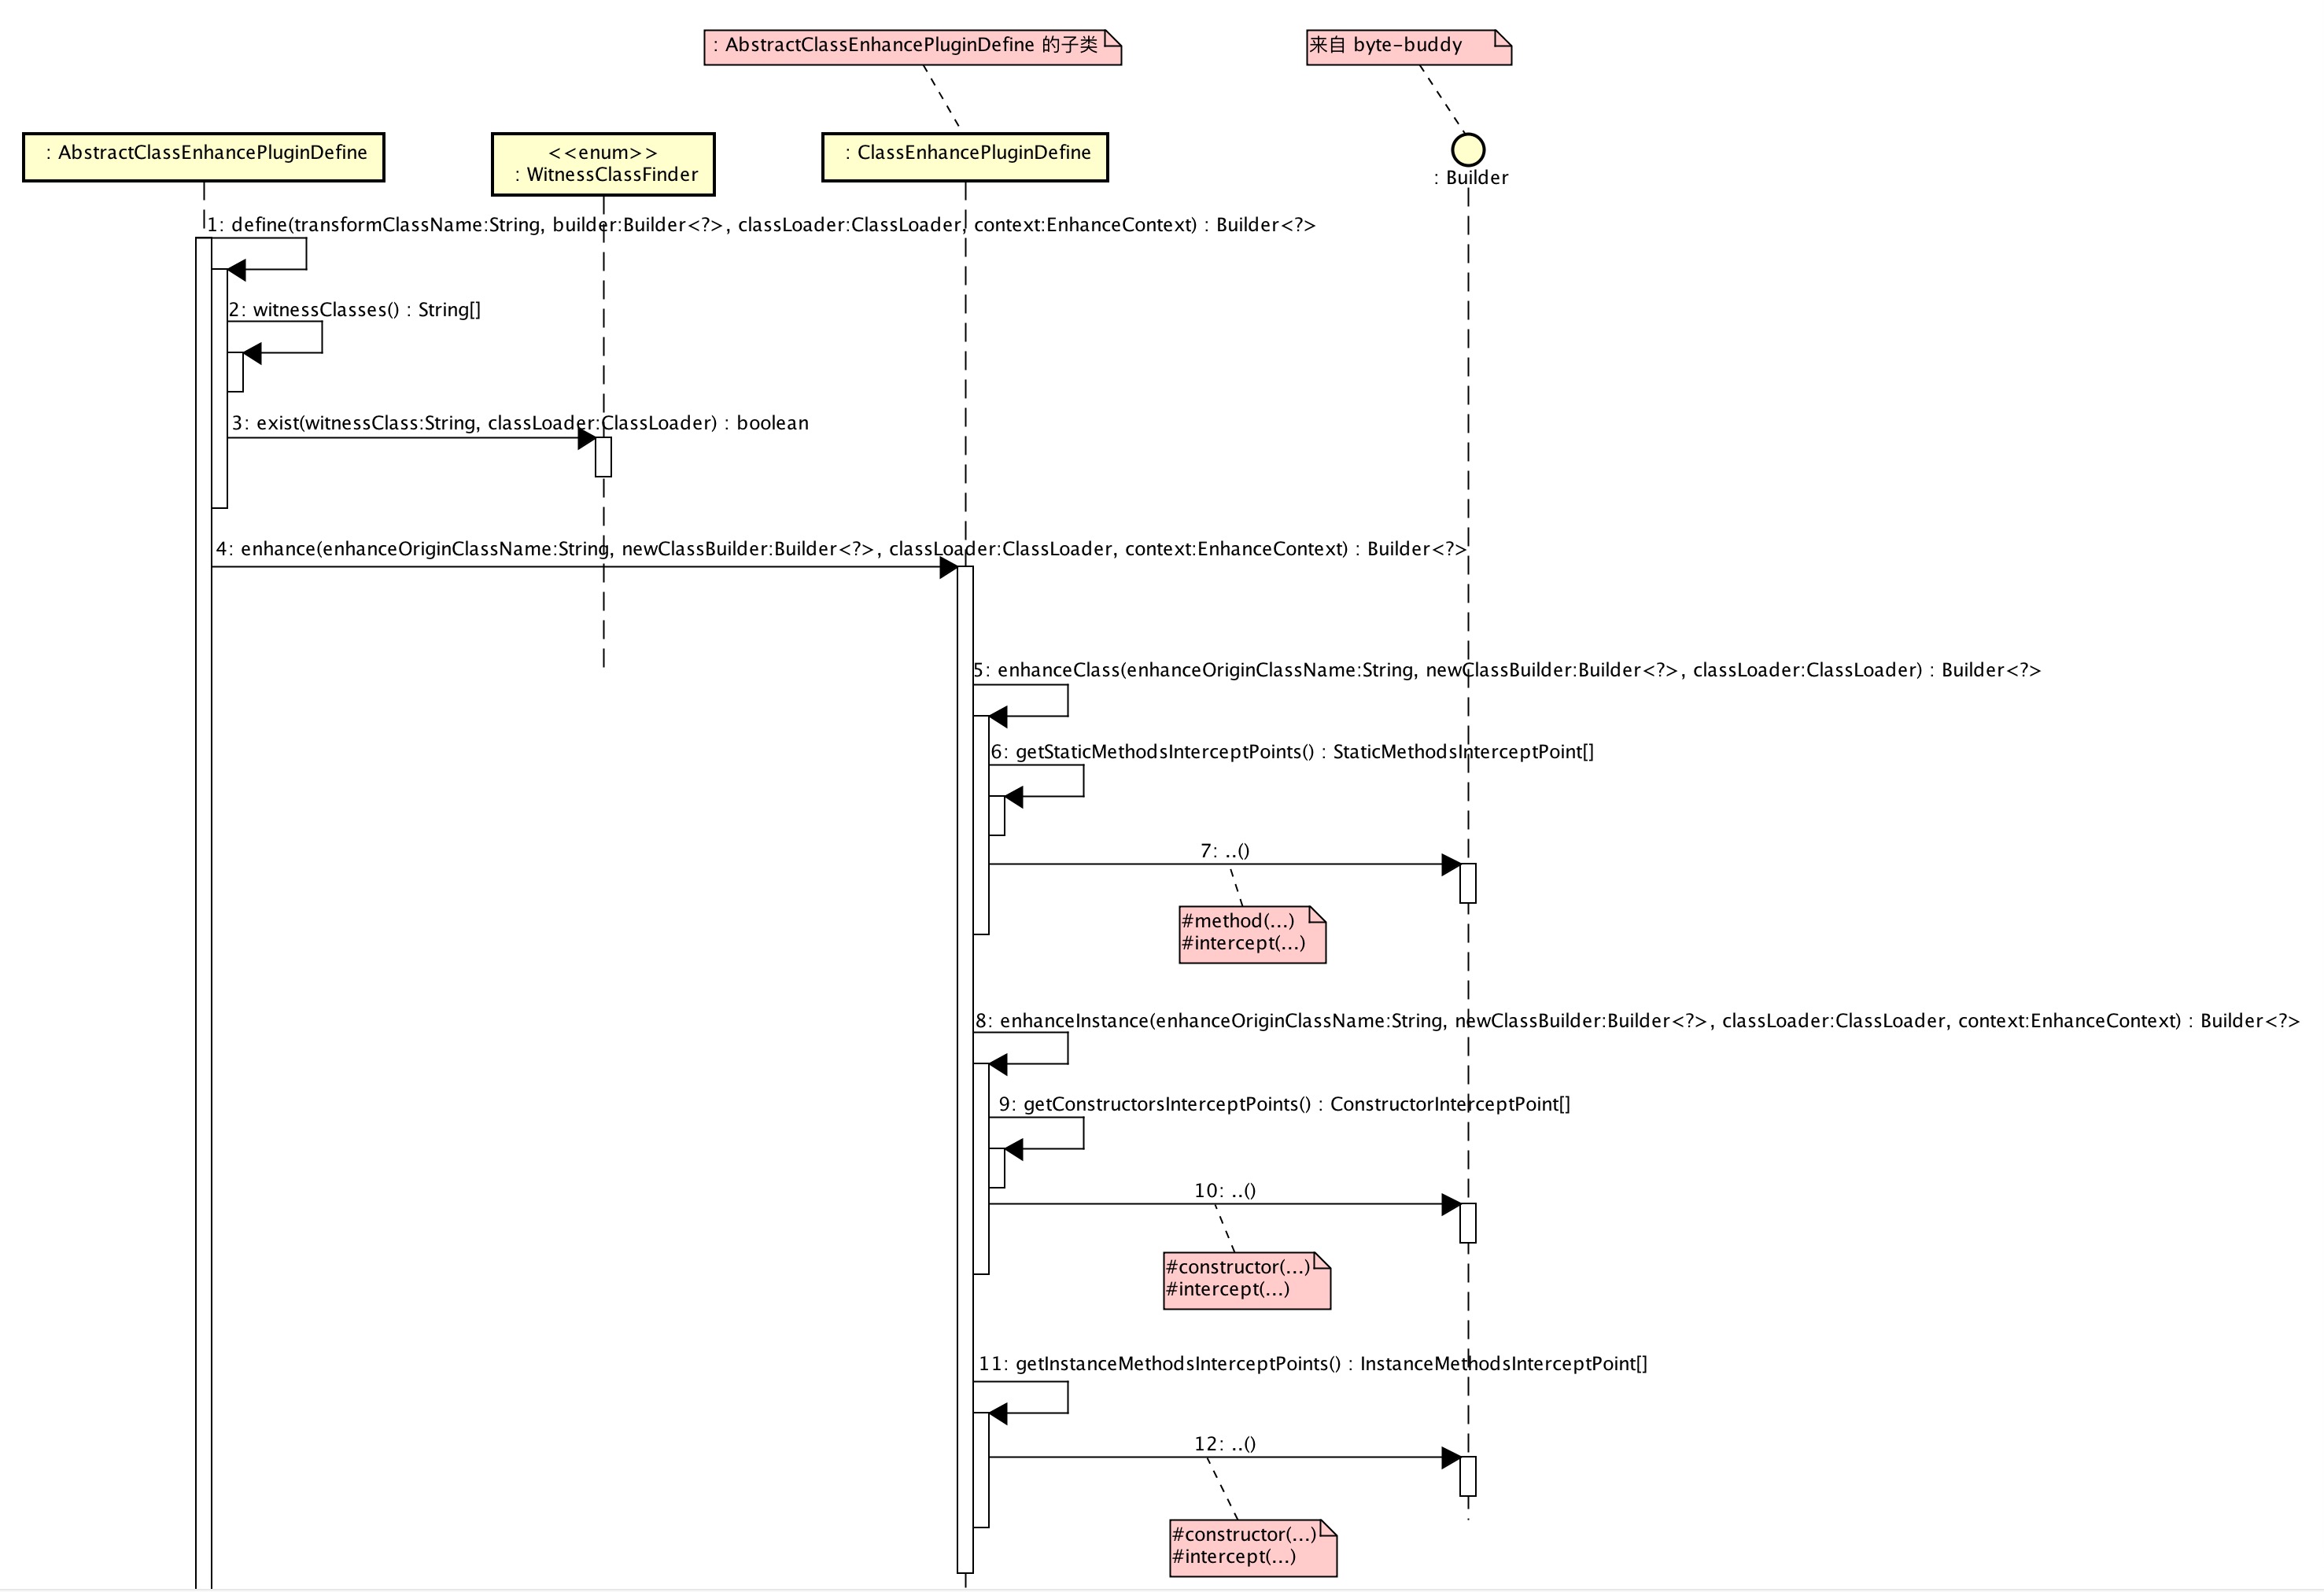 : AbstractClassEnhancePluginDefine 的子类
来自 byte-buddy
: AbstractClassEnhancePluginDefine
<<enum>>
: WitnessClassFinder
: ClassEnhancePluginDefine
: Builder
1: define(transformClassName:String, builder:Builder<?>, classLoader:ClassLoader, context:EnhanceContext) : Builder<?>
2: witnessClasses() : String[]
3: exist(witnessClass:String, classLoader:ClassLoader) : boolean
4: enhance(enhanceOriginClassName:String, newClassBuilder:Builder<?>, classLoader:ClassLoader, context:EnhanceContext) : Builder<?>
5: enhanceClass(enhanceOriginClassName:String, newClassBuilder:Builder<?>, classLoader:ClassLoader) : Builder<?>
6: getStaticMethodsInterceptPoints() : StaticMethodsInterceptPoint[]
7: ..()
#method(...)
#intercept(...)
8: enhanceInstance(enhanceOriginClassName:String, newClassBuilder:Builder<?>, classLoader:ClassLoader, context:EnhanceContext) : Builder<?>
9: getConstructorsInterceptPoints() : ConstructorInterceptPoint[]
10: ..()
#constructor(...)
#intercept(...)
11: getInstanceMethodsInterceptPoints() : InstanceMethodsInterceptPoint[]
12: ..()
#constructor(...)
#intercept(...)